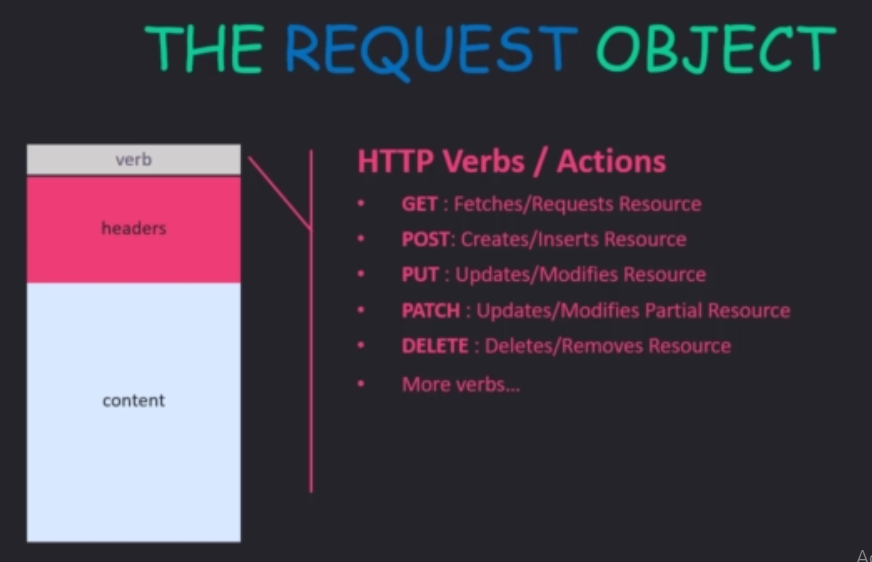 THE REQUEST OBJECT
verb
headers
content
HTTP Verbs / Actions
• GET : Fetches/Requests Resource
• POST: Creates/Inserts Resource
• PUT : Updates/Modifies Resource
• PATCH : Updates/Modifies Partial Resource
• DELETE : Deletes/Removes Resource
• More verbs...